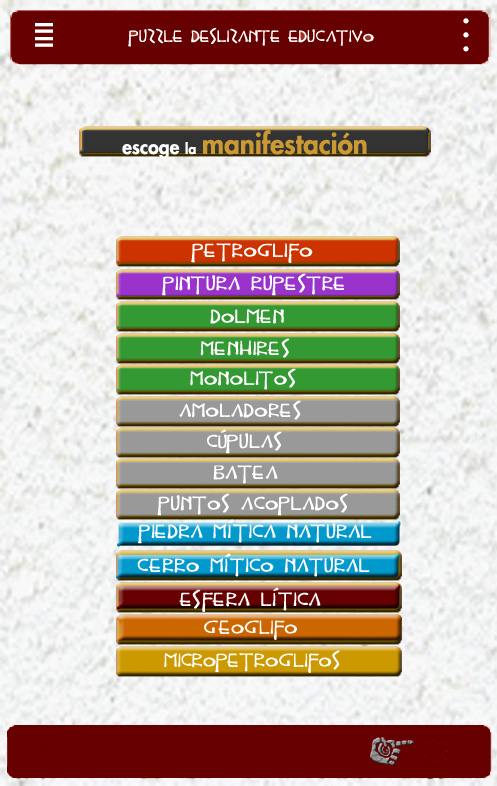 PUZZLE DESLIZANTE EDUCATIVO
escoge la manifestación
PETROGLIFO
PINTURA RUPESTRE
DOLMEN
MENHIRES
MONOLITOS
AMOLADORES
CÚPULAS
BATEA
PUNTOS ACOPLADOS
PIEDRA MÍTICA NATURAL
CERRO MÍTICO NATURAL
ESFERA LÍTICA
GEOGLIFO
MICROPETROGLIFOS